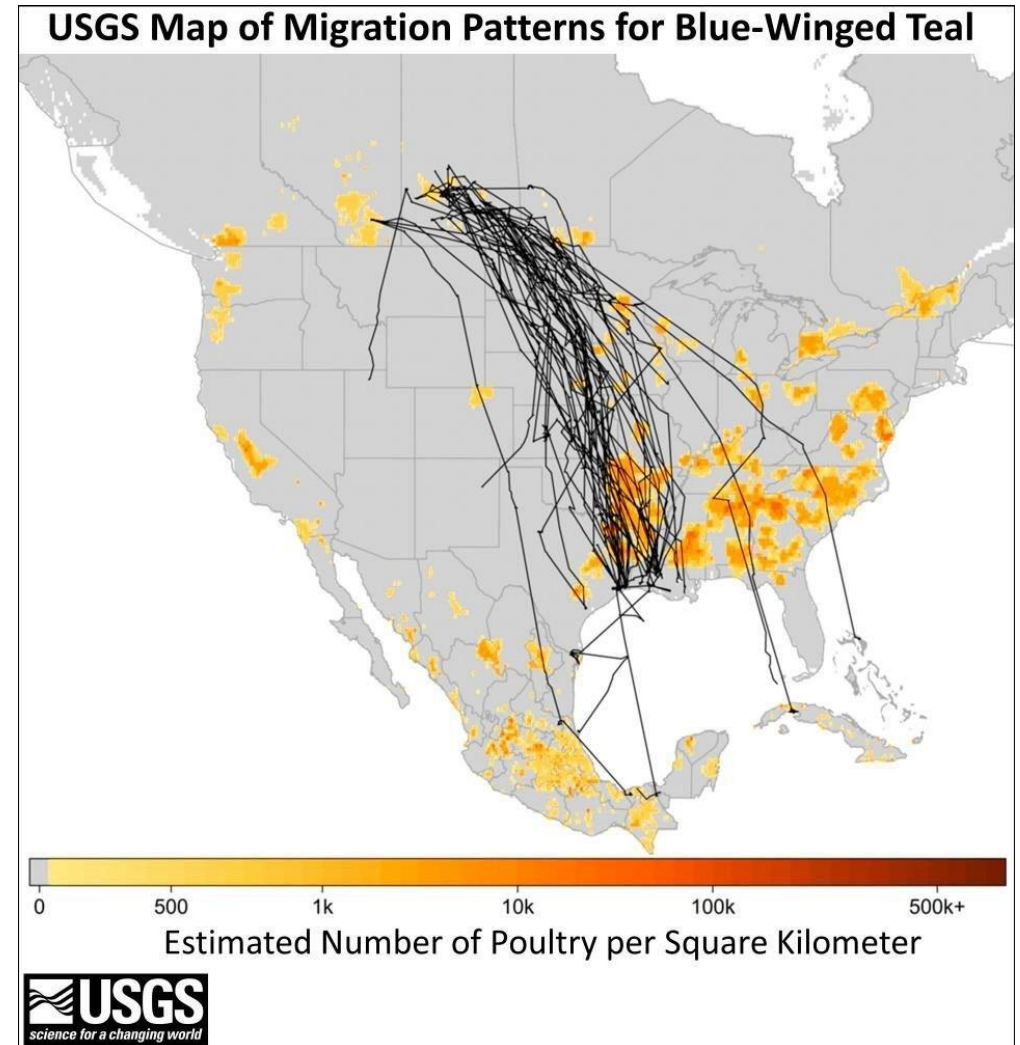 USGS Map of Migration Patterns for Blue-Winged Teal
0 500 1k 10k 100k 500k+
Estimated Number of Poultry per Square Kilometer
USGS
science for a changing world